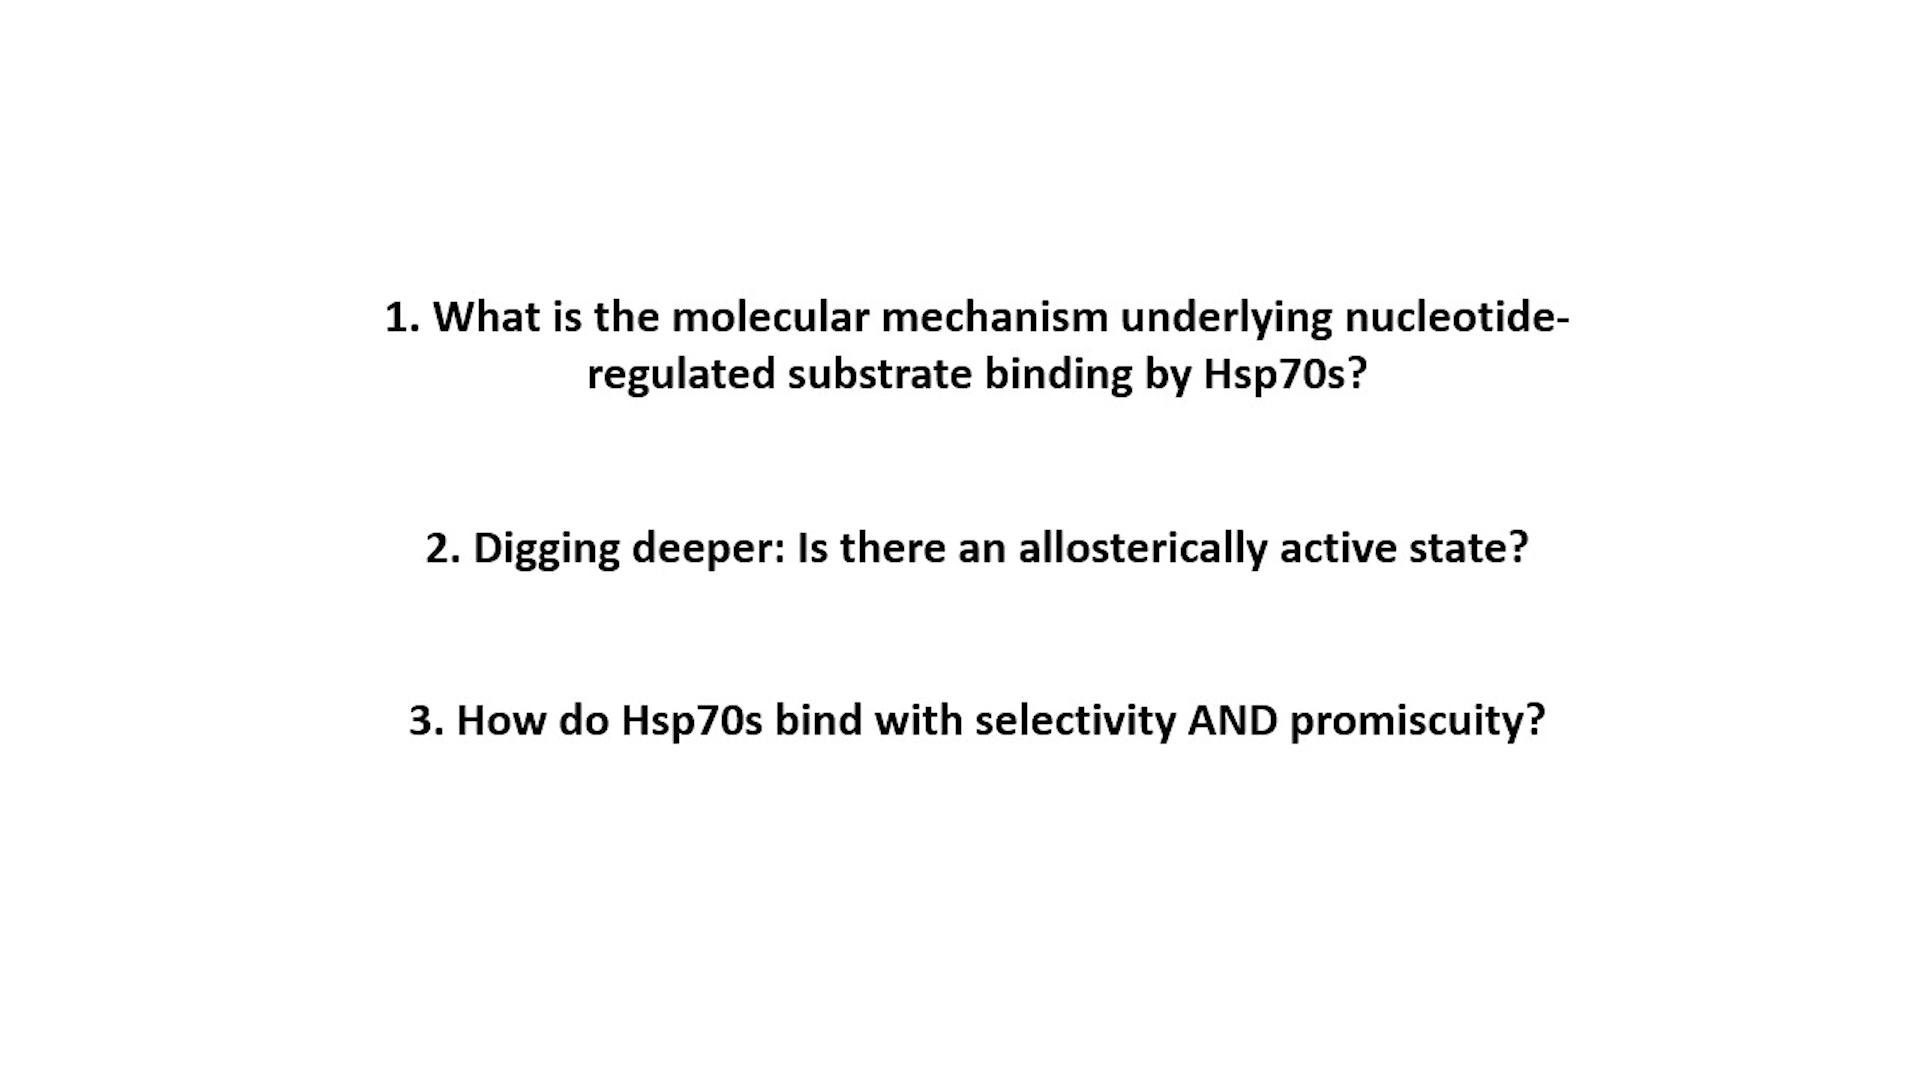 1. What is the molecular mechanism underlying nucleotide-
regulated substrate binding by Hsp70s?
2. Digging deeper: Is there an allosterically active state?
3. How do Hsp70s bind with selectivity AND promiscuity?